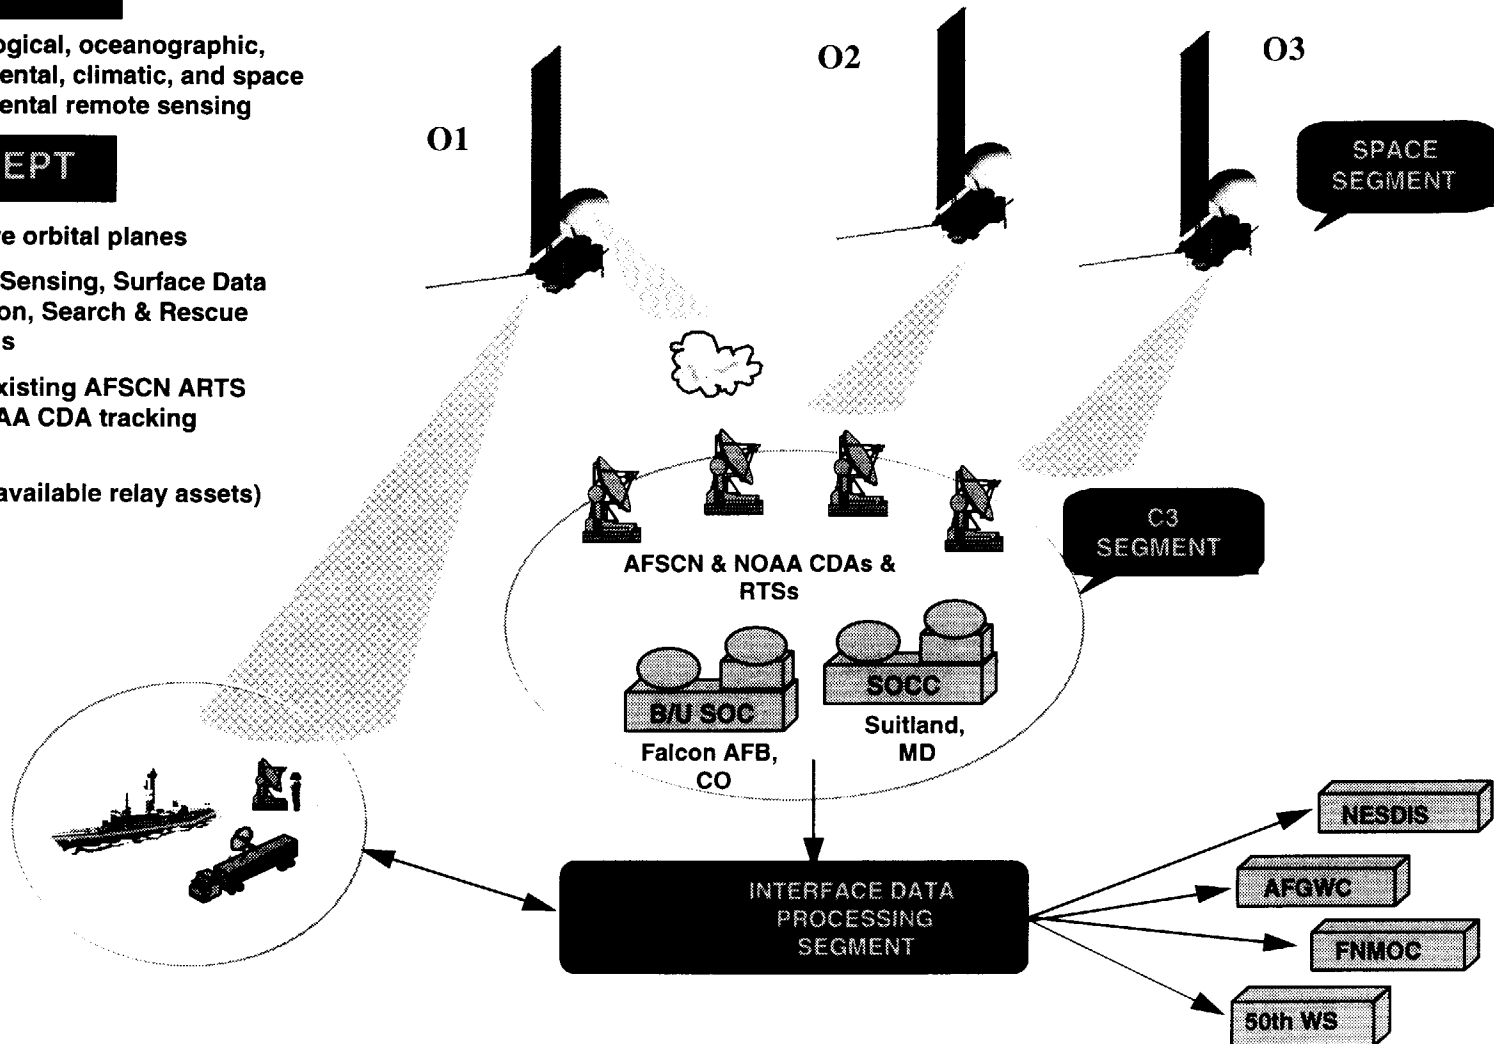 ogical, oceanographic,
ental, climatic, and space
ental remote sensing
EPT
e orbital planes
Sensing, Surface Data
on, Search & Rescue
s
xisting AFSCN ARTS
AA CDA tracking
available relay assets)
O1
O2
O3
SPACE
SEGMENT
C3
SEGMENT
AFSCN & NOAA CDAs &
RTSs
B/U SOC
Falcon AFB,
CO
SOCC
Suitland,
MD
INTERFACE DATA
PROCESSING
SEGMENT
NESDIS
AFGWC
FNMOC
50th WS